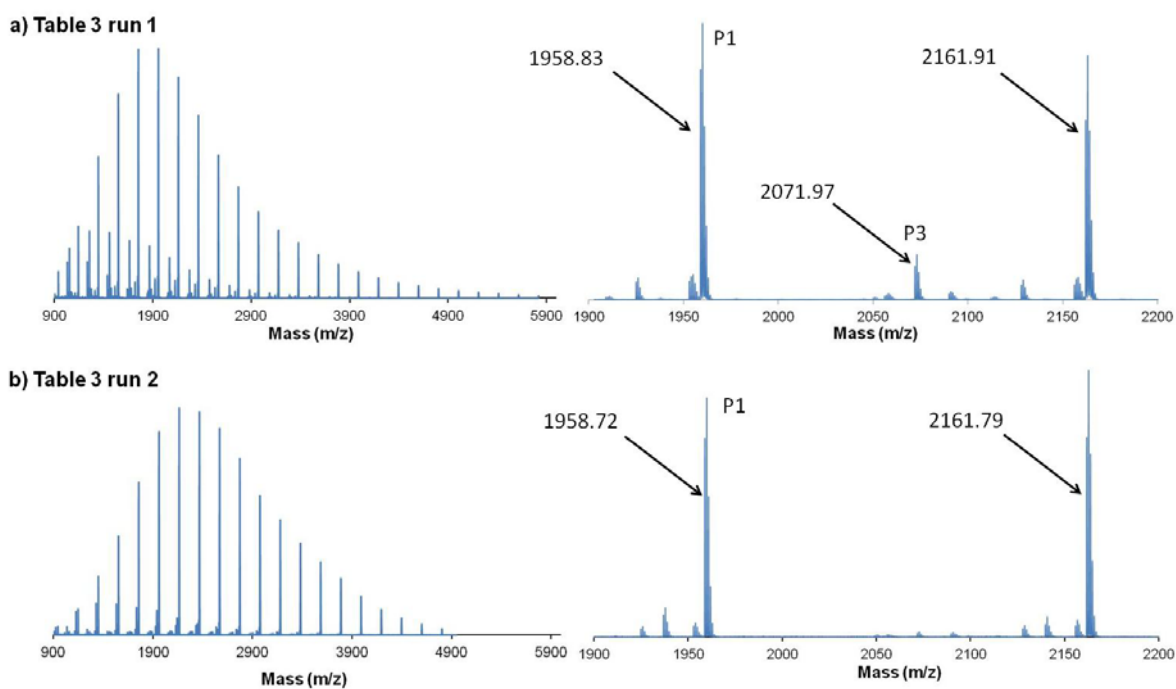 a) Table 3 run 1
1958.83
P1
2161.91
2071.97
P3
900 1900 2900 3900 4900 5900
Mass (m/z)
1900 1950 2000 2050 2100 2150 2200
Mass (m/z)
b) Table 3 run 2
1958.72
P1
2161.79
900 1900 2900 3900 4900 5900
Mass (m/z)
1900 1950 2000 2050 2100 2150 2200
Mass (m/z)